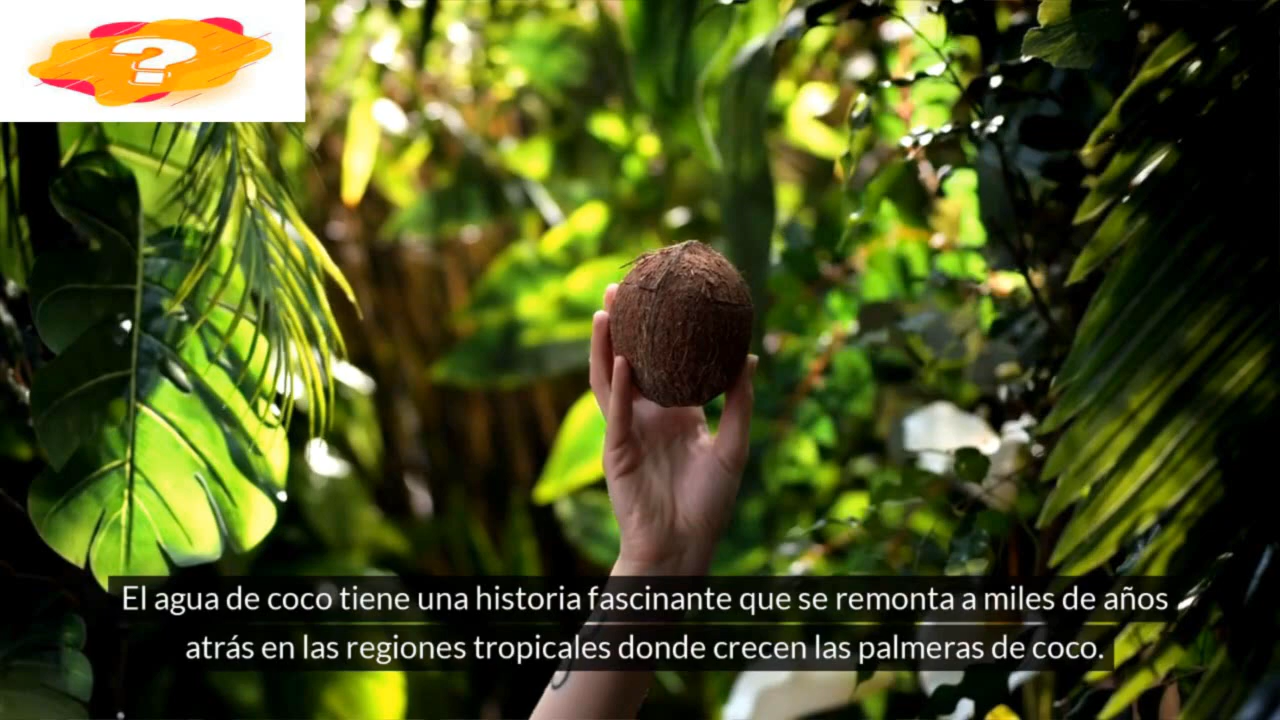 ?
El agua de coco tiene una historia fascinante que se remonta a miles de años
atrás en las regiones tropicales donde crecen las palmeras de coco.